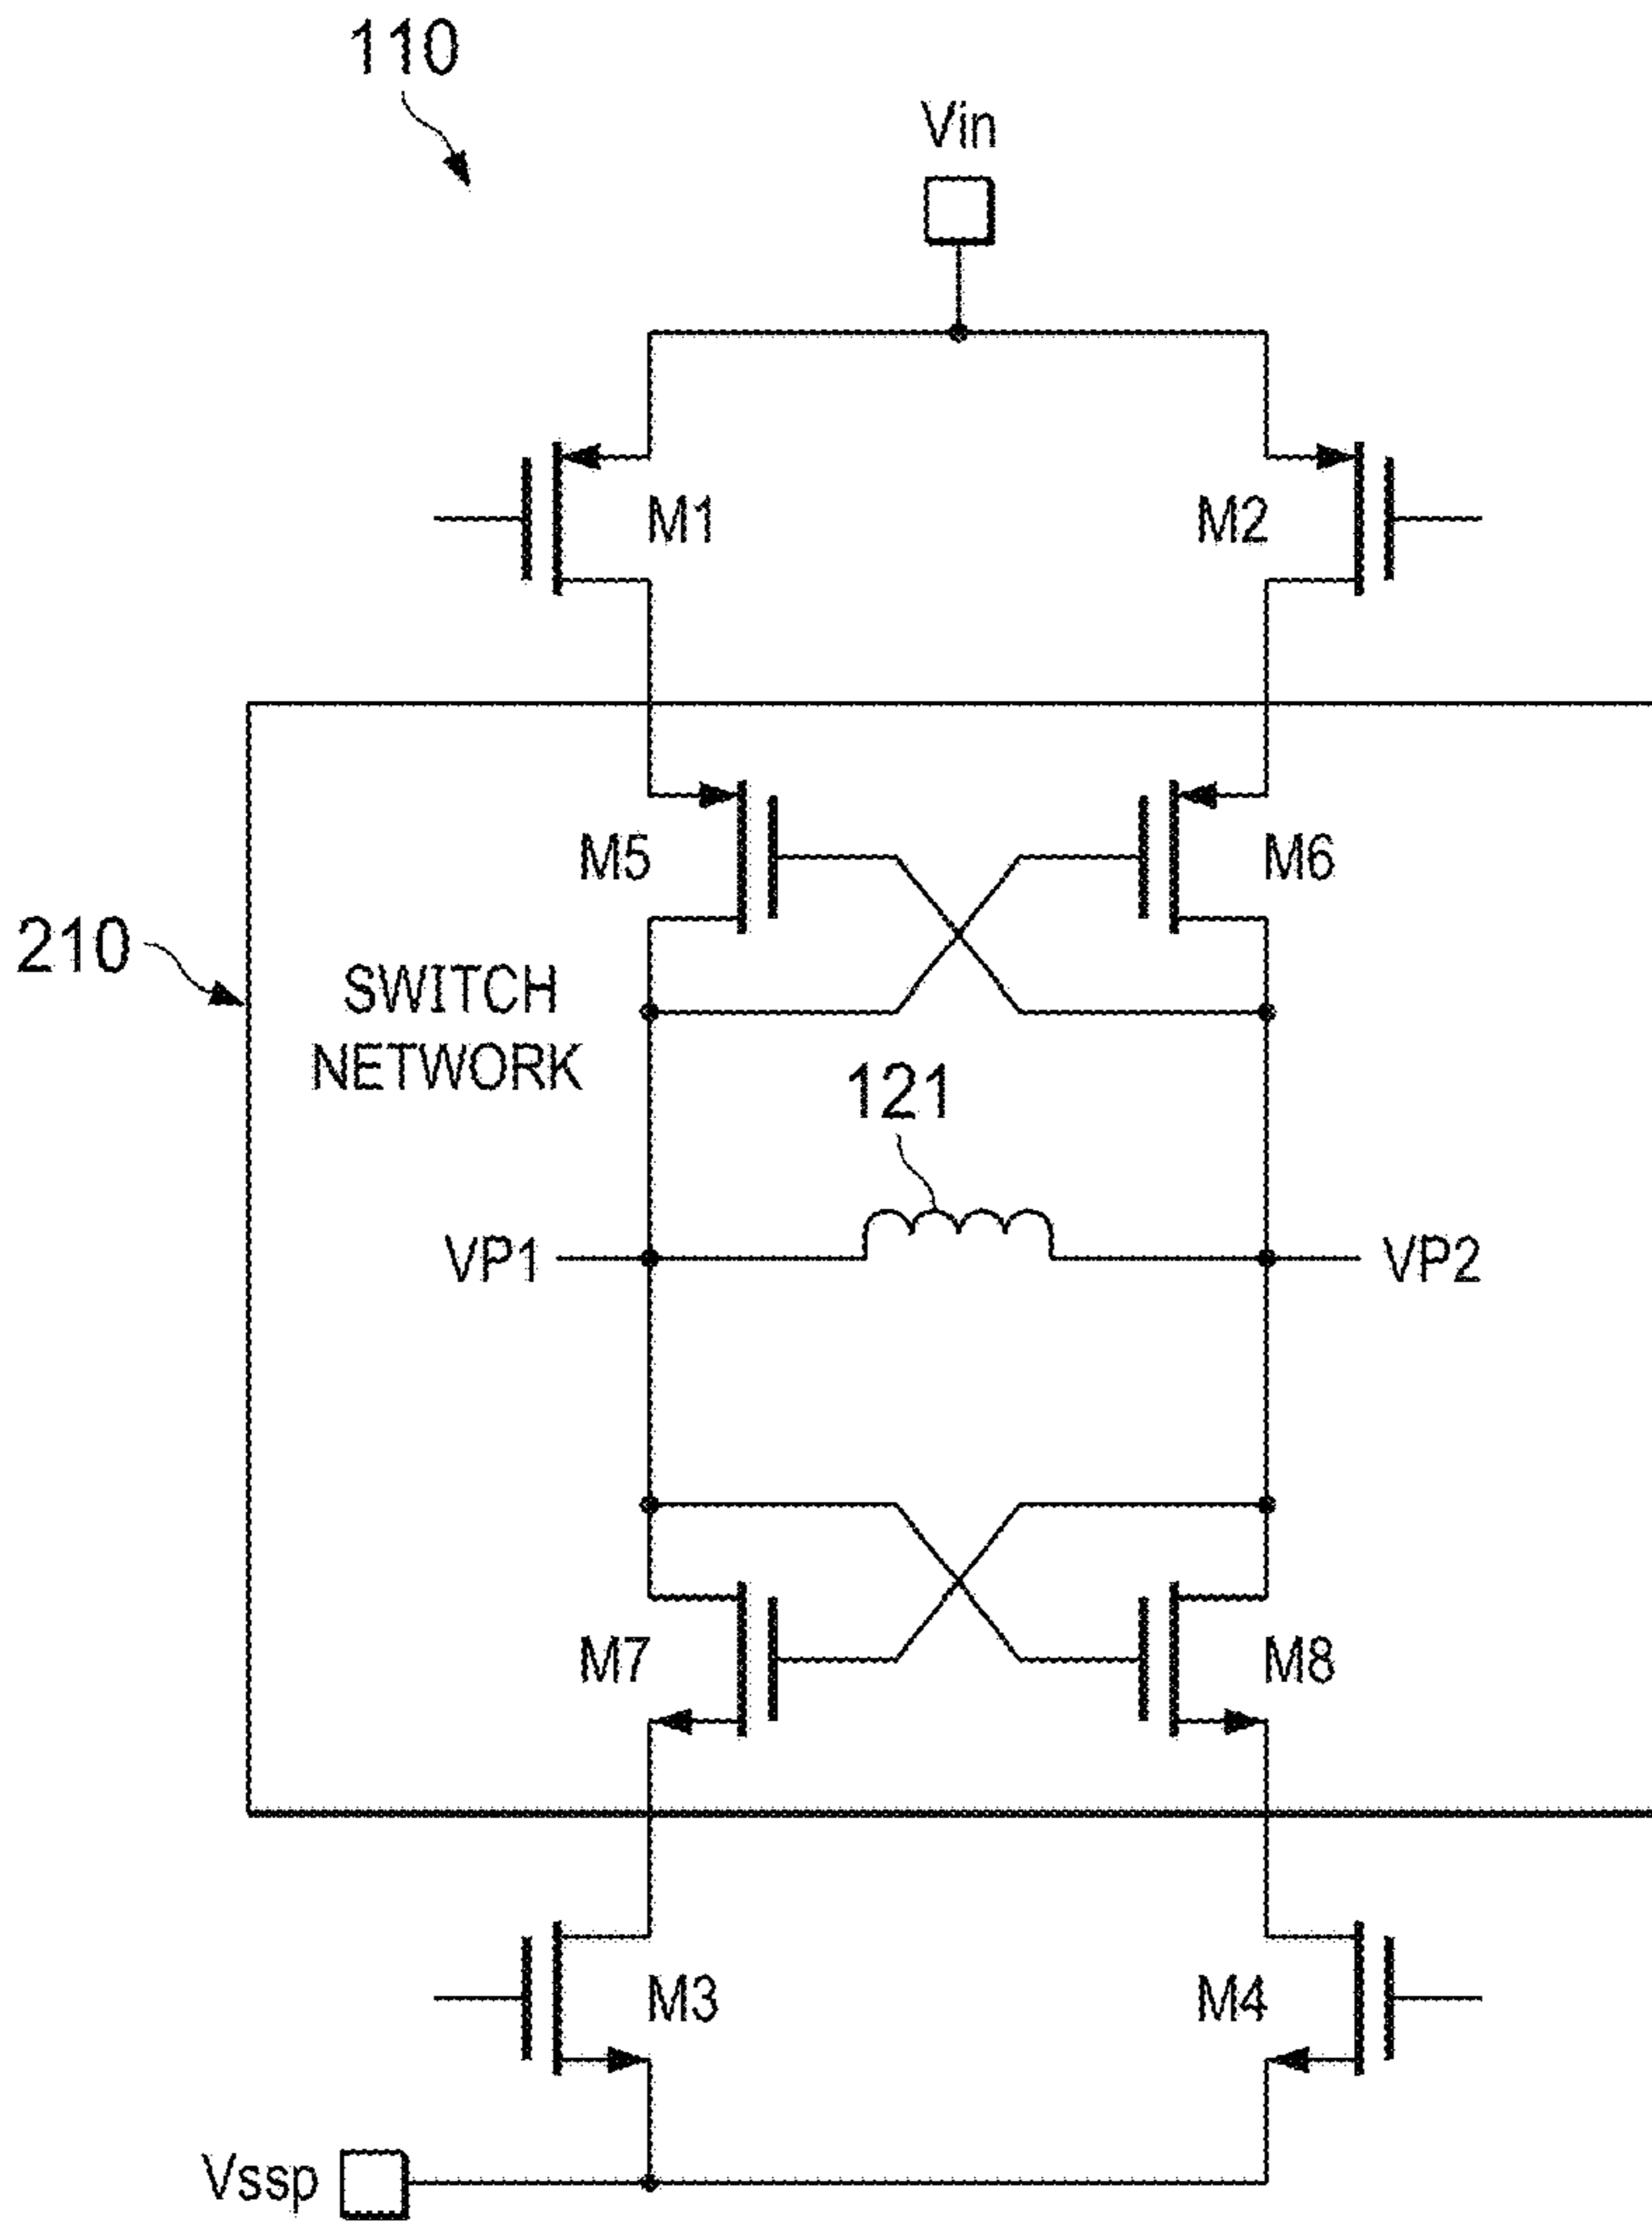 110
Vin
M1
M2
M5
M6
210
SWITCH
NETWORK
121
VP1
VP2
M7
M8
M3
M4
Vssp